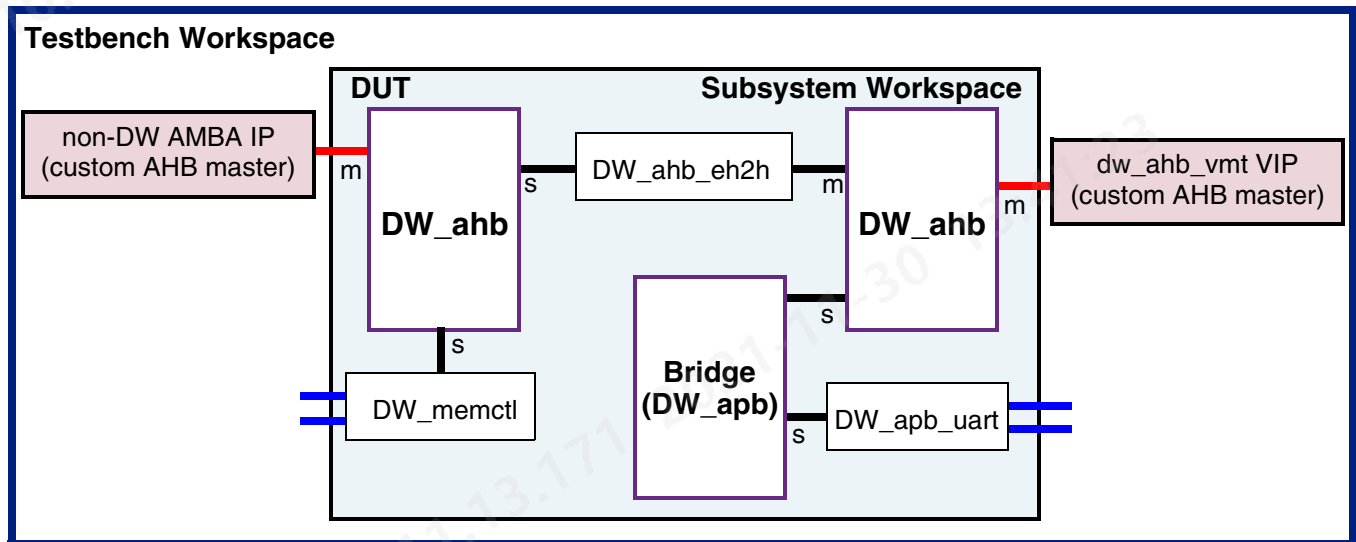 Testbench Workspace
DUT
Subsystem Workspace
non-DW AMBA IP
(custom AHB master)
m
DW_ahb
s
DW_ahb_eh2h
m
DW_ahb
m
dw_ahb_vmt VIP
(custom AHB master)
s
s
Bridge
(DW_apb)
s
DW_memctl
DW_apb_uart